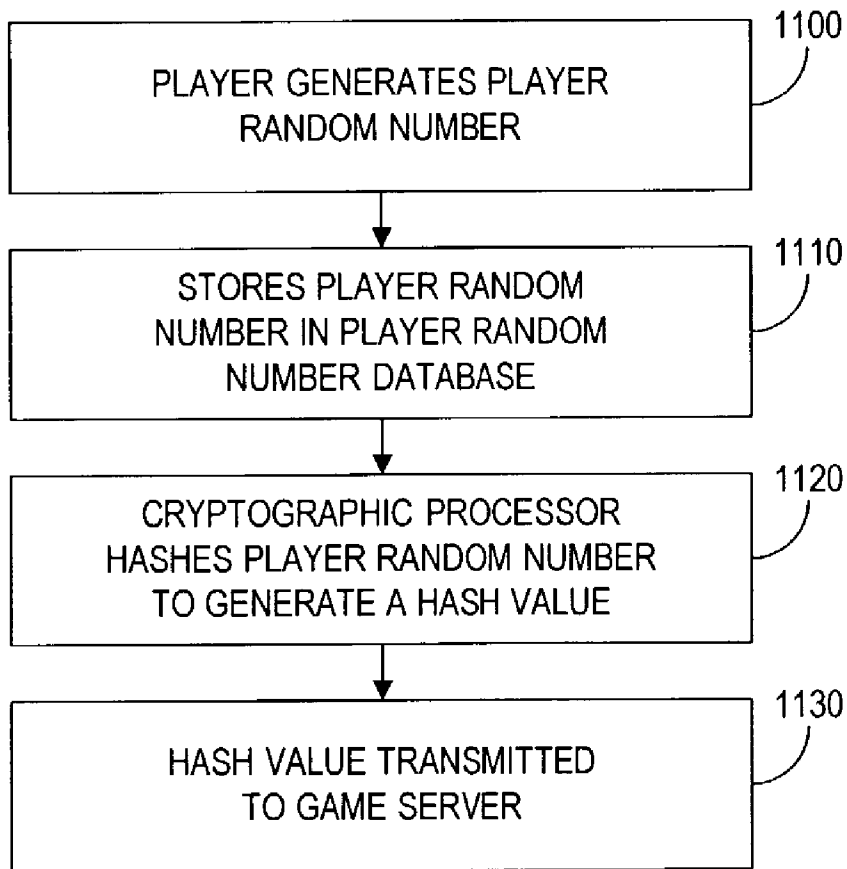 1100
PLAYER GENERATES PLAYER
RANDOM NUMBER
1110
STORES PLAYER RANDOM
NUMBER IN PLAYER RANDOM
NUMBER DATABASE
1120
CRYPTOGRAPHIC PROCESSOR
HASHES PLAYER RANDOM NUMBER
TO GENERATE A HASH VALUE
1130
HASH VALUE TRANSMITTED
TO GAME SERVER